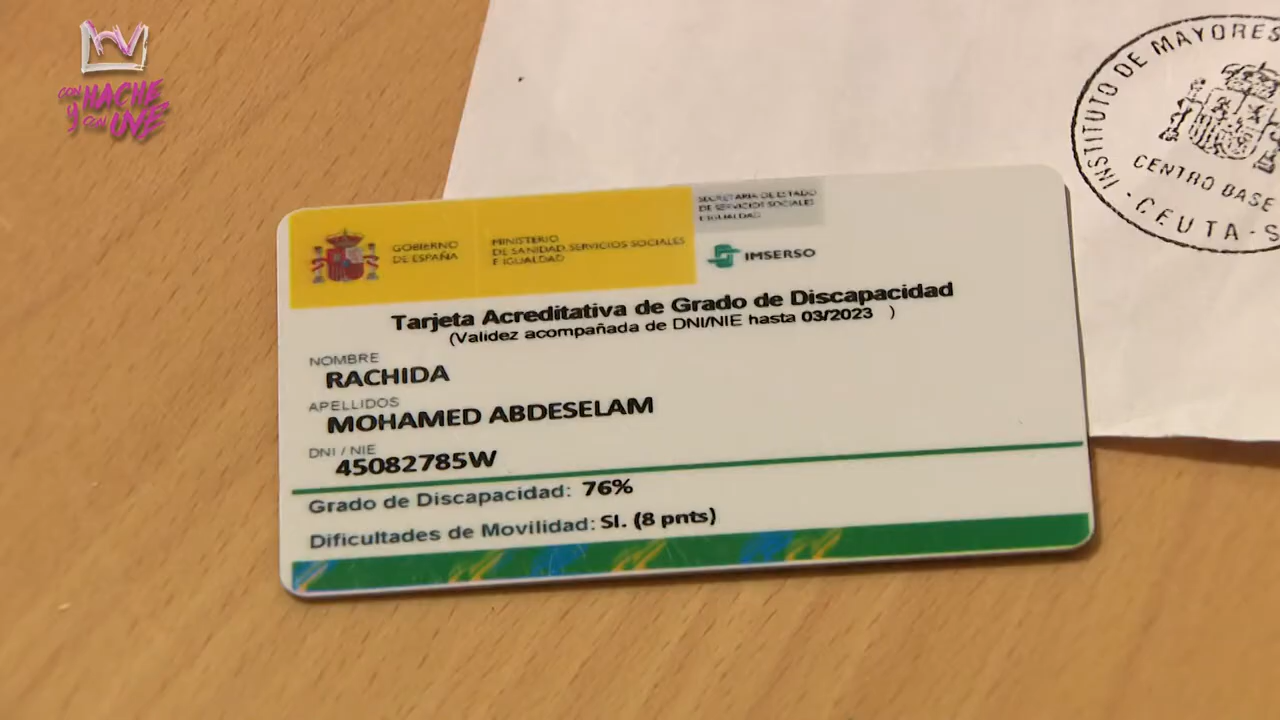 CON HACHE
Y CON UVE
INSTITUTO DE MAYORES
CENTRO BASE
- CEUTA - S
GOBIERNO
DE ESPAÑA
MINISTERIO
DE SANIDAD, SERVICIOS SOCIALES
E IGUALDAD
SECRETARIA DE ESTADO
DE SERVICIOS SOCIALES
E IGUALDAD
IMSERSO
Tarjeta Acreditativa de Grado de Discapacidad
(Validez acompañada de DNI/NIE hasta 03/2023 )
NOMBRE
RACHIDA
APELLIDOS
MOHAMED ABDESELAM
DNI / NIE
45082785W
Grado de Discapacidad: 76%
Dificultades de Movilidad: SI. (8 pnts)